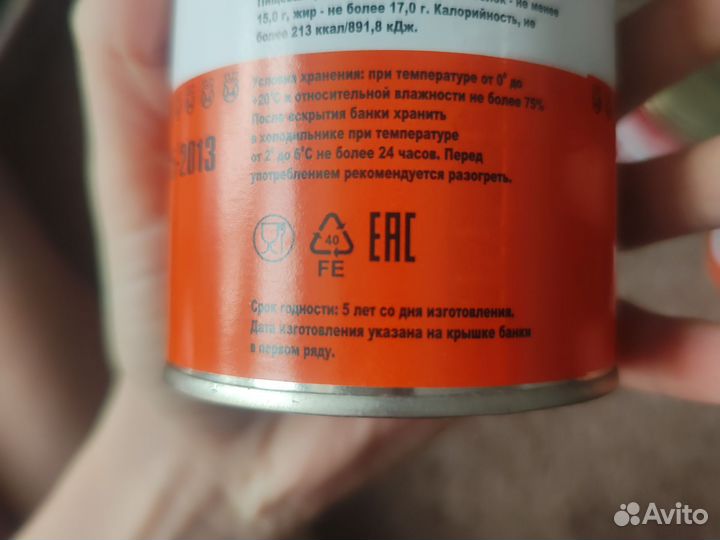 не менее
15,0 г, жир - не более 17,0 г. Калорийность, не
более 213 ккал/891,8 кДж.
Условия хранения: при температуре от 0° до
+20°С и относительной влажности не более 75%
После вскрытия банки хранить
в холодильнике при температуре
от 2° до 6°С не более 24 часов. Перед
употреблением рекомендуется разогреть.
-2013
40
FE
ЕАС
Срок годности: 5 лет со дня изготовления.
Дата изготовления указана на крышке банки
в первом ряду.
Avito